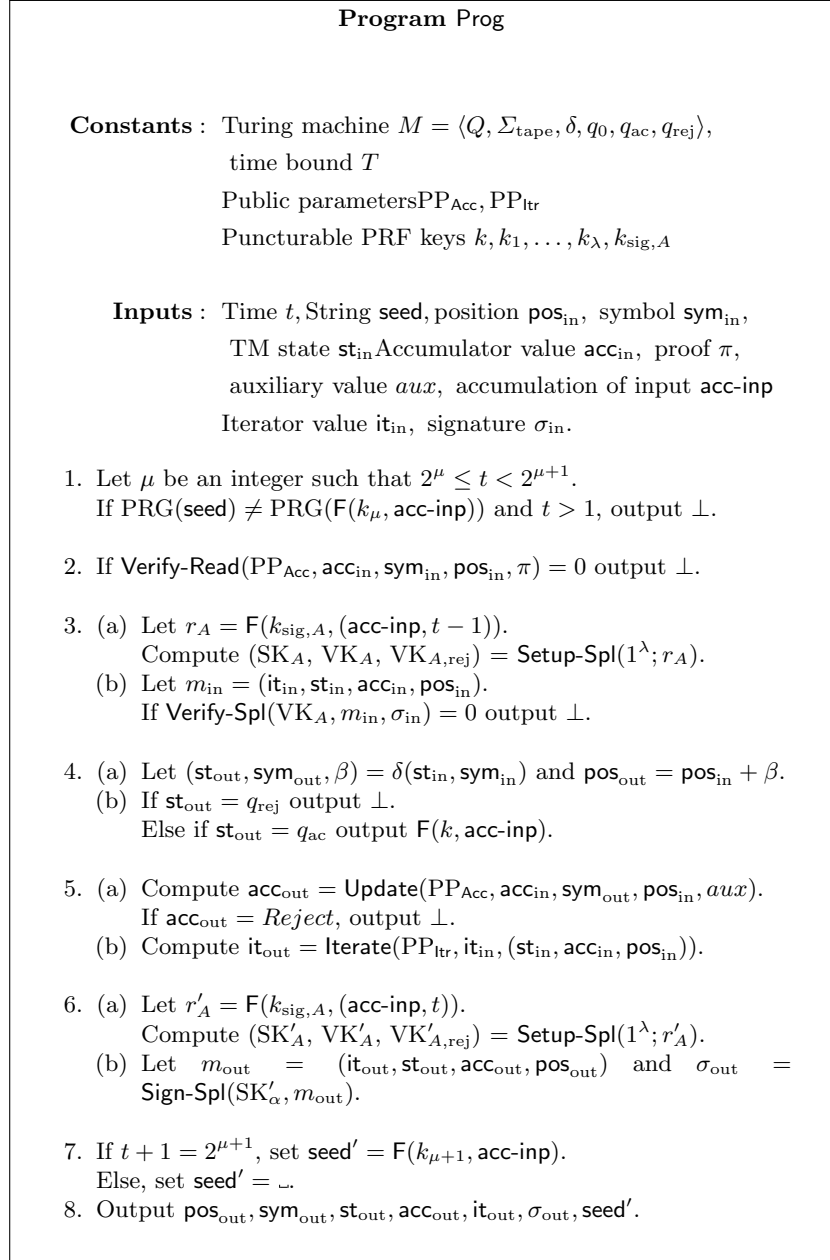 Program Prog
Constants : Turing machine M = ⟨Q, Σ_tape, δ, q_0, q_ac, q_rej⟩,
time bound T
Public parametersPP_Acc, PP_Itr
Puncturable PRF keys k, k_1, . . . , k_λ, k_sig,A
Inputs : Time t, String seed, position pos_in, symbol sym_in,
TM state st_inAccumulator value acc_in, proof π,
auxiliary value aux, accumulation of input acc-inp
Iterator value it_in, signature σ_in.
1. Let μ be an integer such that 2^μ ≤ t < 2^{μ+1}.
If PRG(seed) ≠ PRG(F(k_μ, acc-inp)) and t > 1, output ⊥.
2. If Verify-Read(PP_Acc, acc_in, sym_in, pos_in, π) = 0 output ⊥.
3. (a) Let r_A = F(k_sig,A, (acc-inp, t − 1)).
Compute (SK_A, VK_A, VK_A,rej) = Setup-Spl(1^λ; r_A).
(b) Let m_in = (it_in, st_in, acc_in, pos_in).
If Verify-Spl(VK_A, m_in, σ_in) = 0 output ⊥.
4. (a) Let (st_out, sym_out, β) = δ(st_in, sym_in) and pos_out = pos_in + β.
(b) If st_out = q_rej output ⊥.
Else if st_out = q_ac output F(k, acc-inp).
5. (a) Compute acc_out = Update(PP_Acc, acc_in, sym_out, pos_in, aux).
If acc_out = Reject, output ⊥.
(b) Compute it_out = Iterate(PP_Itr, it_in, (st_in, acc_in, pos_in)).
6. (a) Let r′_A = F(k_sig,A, (acc-inp, t)).
Compute (SK′_A, VK′_A, VK′_A,rej) = Setup-Spl(1^λ; r′_A).
(b) Let m_out = (it_out, st_out, acc_out, pos_out) and σ_out =
Sign-Spl(SK′_α, m_out).
7. If t + 1 = 2^{μ+1}, set seed′ = F(k_{μ+1}, acc-inp).
Else, set seed′ = ␣.
8. Output pos_out, sym_out, st_out, acc_out, it_out, σ_out, seed′.